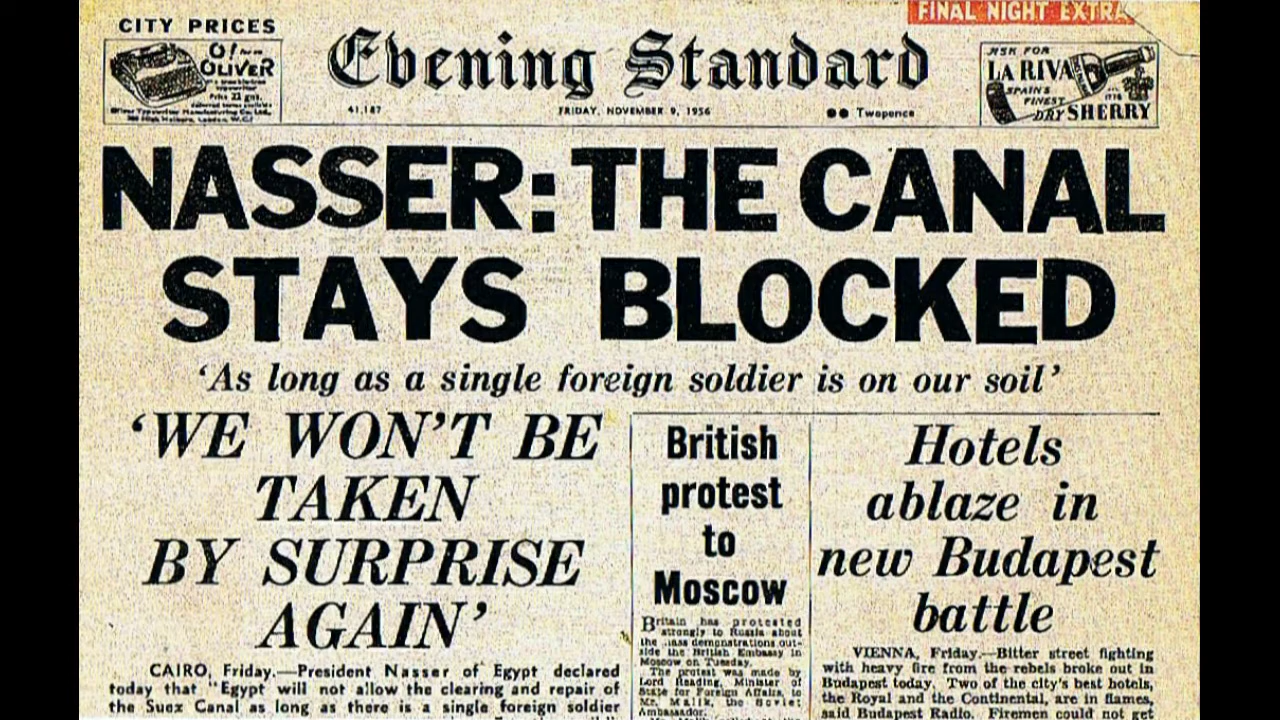 FINAL NIGHT EXTRA
CITY PRICES
OLIVER
Evening Standard
ASK FOR
LA RIVA
SPAIN'S
FINEST
DRY SHERRY
41,187
FRIDAY, NOVEMBER 9, 1956
Twopence
NASSER: THE CANAL
STAYS BLOCKED
'As long as a single foreign soldier is on our soil'
'WE WON'T BE
TAKEN
BY SURPRISE
AGAIN'
CAIRO, Friday.—President Nasser of Egypt declared
today that "Egypt will not allow the clearing and repair of
the Suez Canal as long as there is a single foreign soldier
British
protest
to
Moscow
Britain has protested
strongly to Russia about
the mass demonstrations out-
side the British Embassy in
Moscow on Tuesday.
The protest was made by
Lord Reading, Minister of
State for Foreign Affairs, to
Mr. Malik, the Soviet
Ambassador.
Hotels
ablaze in
new Budapest
battle
VIENNA, Friday.—Bitter street fighting
with heavy fire from the rebels broke out in
Budapest today. Two of the city's best hotels,
the Royal and the Continental, are in flames,
said Budapest Radio. Firemen could not get